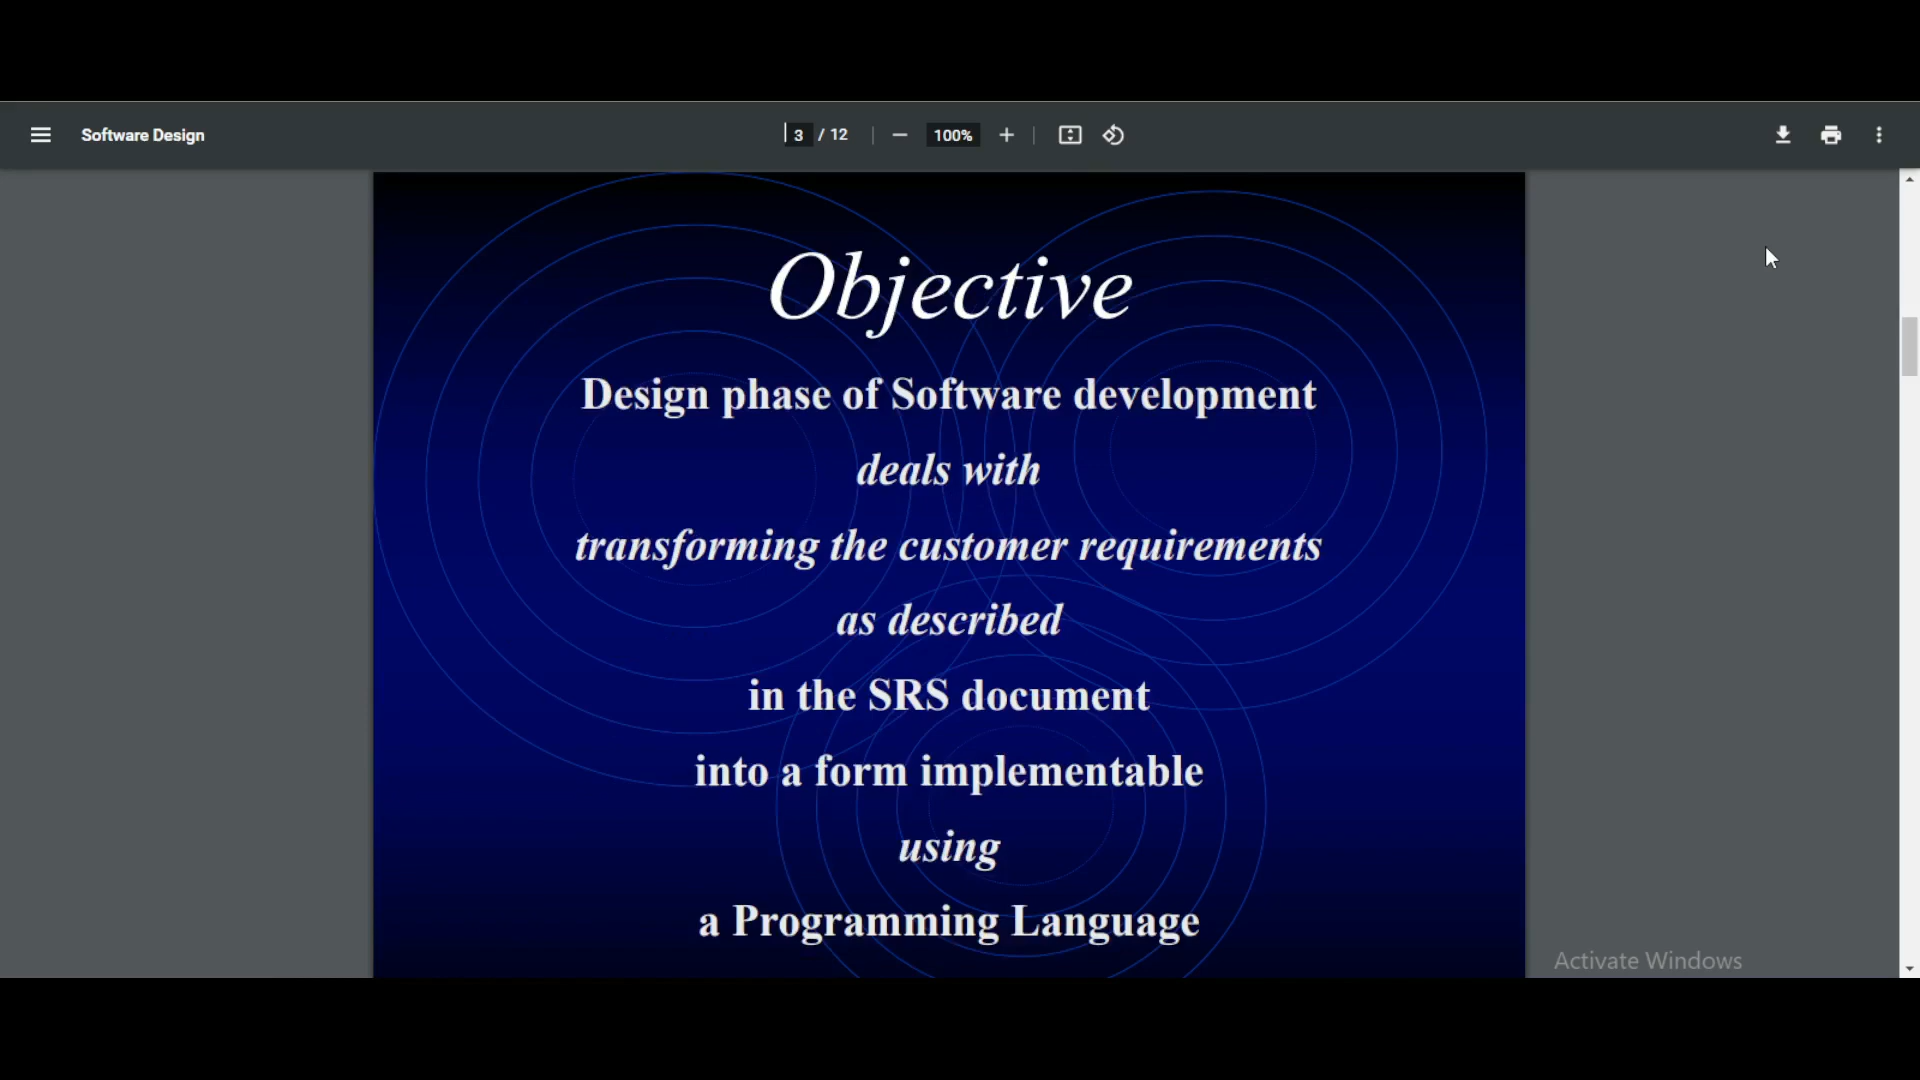 Software Design
3 / 12
100%
Objective
Design phase of Software development
deals with
transforming the customer requirements
as described
in the SRS document
into a form implementable
using
a Programming Language
Activate Windows